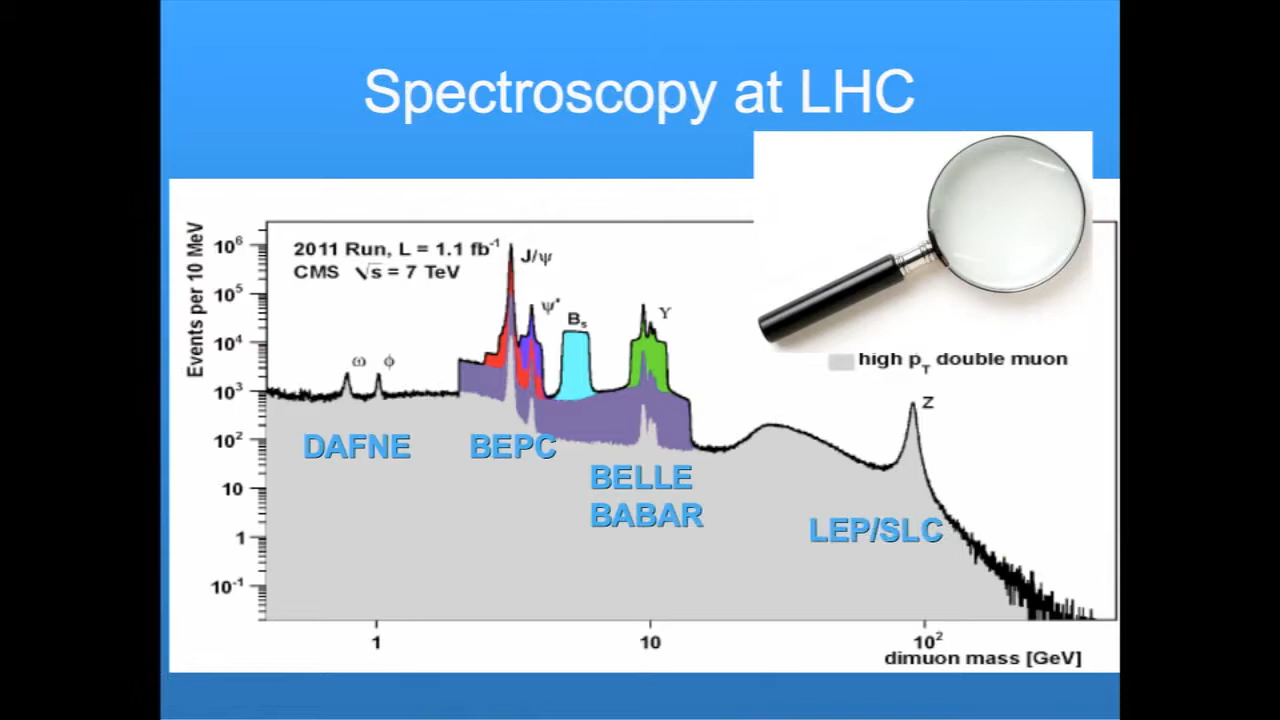 Spectroscopy at LHC
Events per 10 MeV
10⁶
10⁵
10⁴
10³
10²
10
1
10⁻¹
2011 Run, L = 1.1 fb⁻¹
CMS √s = 7 TeV
ω
ϕ
J/ψ
ψ'
Bₛ
Υ
high p_T double muon
Z
DAFNE
BEPC
BELLE
BABAR
LEP/SLC
1
10
10²
dimuon mass [GeV]